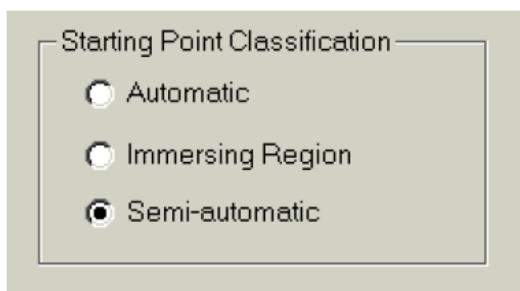 Starting Point Classification
Automatic
Immersing Region
Semi-automatic